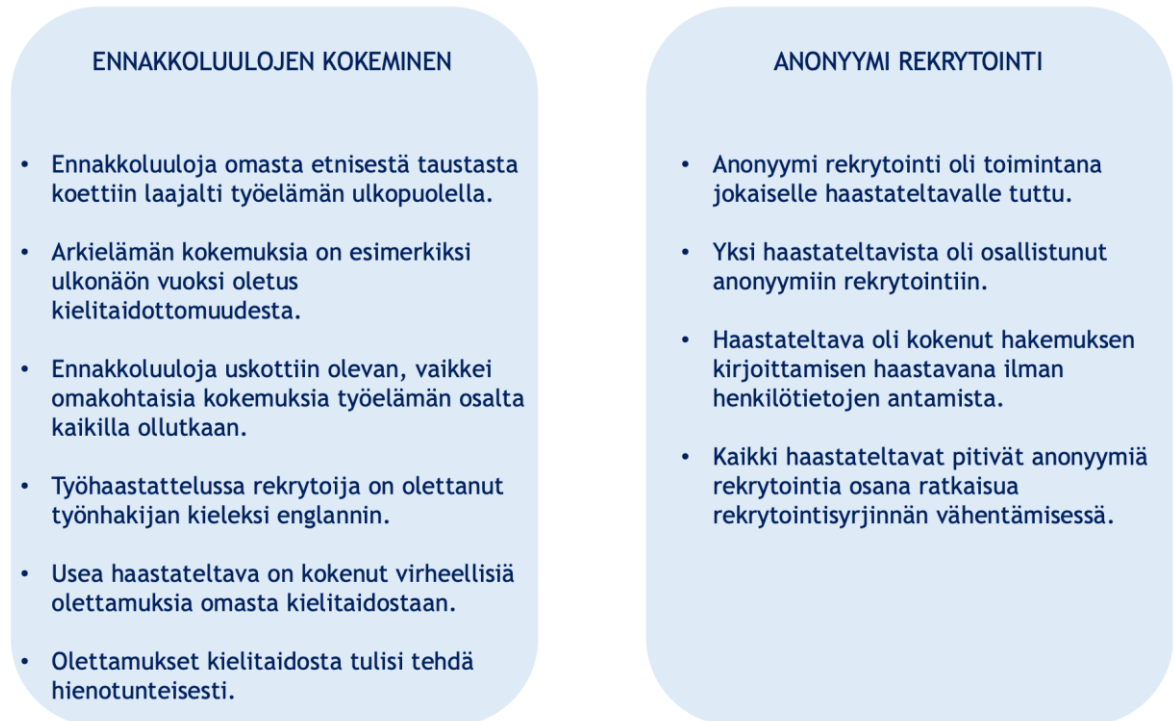 ENNAKKOLUULOJEN KOKEMINEN
• Ennakkoluuloja omasta etnisestä taustasta
koettiin laajalti työelämän ulkopuolella.
• Arkielämän kokemuksia on esimerkiksi
ulkonäön vuoksi oletus
kielitaidottomuudesta.
• Ennakkoluuloja uskottiin olevan, vaikkei
omakohtaisia kokemuksia työelämän osalta
kaikilla ollutkaan.
• Työhaastattelussa rekrytoija on olettanut
työnhakijan kieleksi englannin.
• Usea haastateltava on kokenut virheellisiä
olettamuksia omasta kielitaidostaan.
• Olettamukset kielitaidosta tulisi tehdä
hienotunteisesti.
ANONYYMI REKRYTOINTI
• Anonyymi rekrytointi oli toimintana
jokaiselle haastateltavalle tuttu.
• Yksi haastateltavista oli osallistunut
anonyymiin rekrytointiin.
• Haastateltava oli kokenut hakemuksen
kirjoittamisen haastavana ilman
henkilötietojen antamista.
• Kaikki haastateltavat pitivät anonyymiä
rekrytointia osana ratkaisua
rekrytointisyrjinnän vähentämisessä.